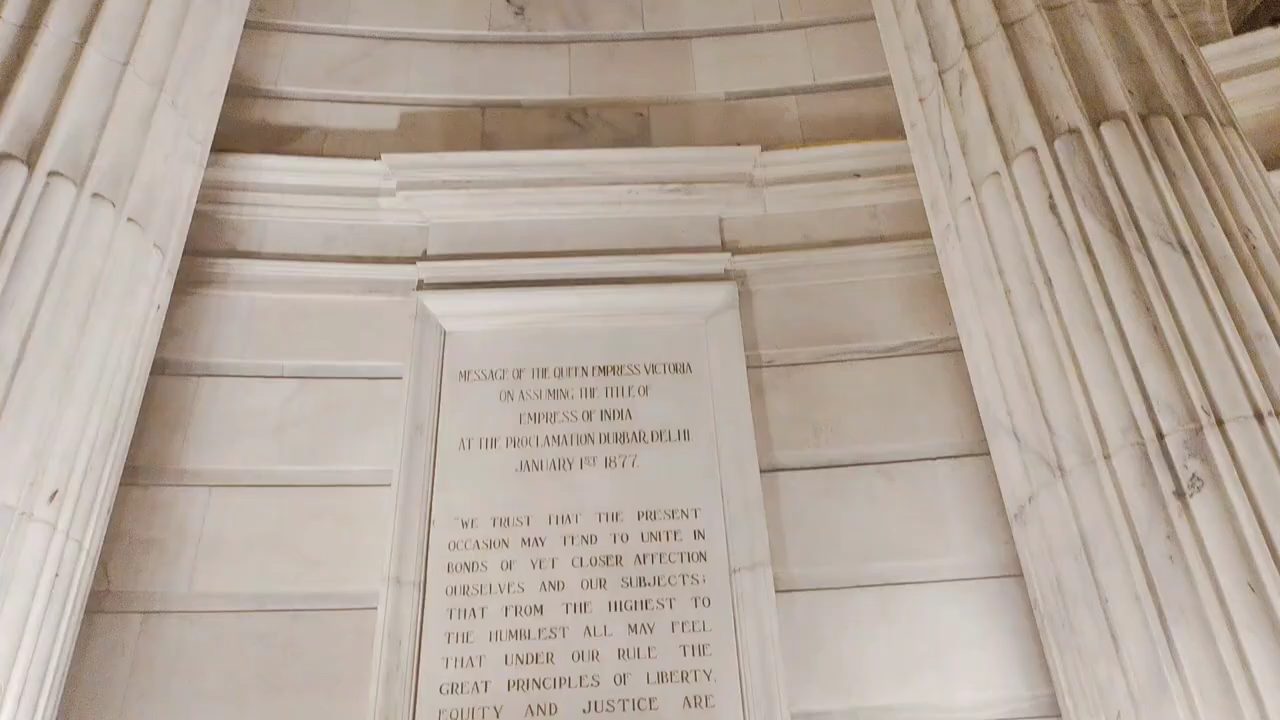 MESSAGE OF THE QUEEN EMPRESS VICTORIA
ON ASSUMING THE TITLE OF
EMPRESS OF INDIA
AT THE PROCLAMATION DURBAR, DELHI.
JANUARY 1ST 1877.
"WE TRUST THAT THE PRESENT
OCCASION MAY TEND TO UNITE IN
BONDS OF YET CLOSER AFFECTION
OURSELVES AND OUR SUBJECTS;
THAT FROM THE HIGHEST TO
THE HUMBLEST ALL MAY FEEL
THAT UNDER OUR RULE THE
GREAT PRINCIPLES OF LIBERTY,
EQUITY AND JUSTICE ARE